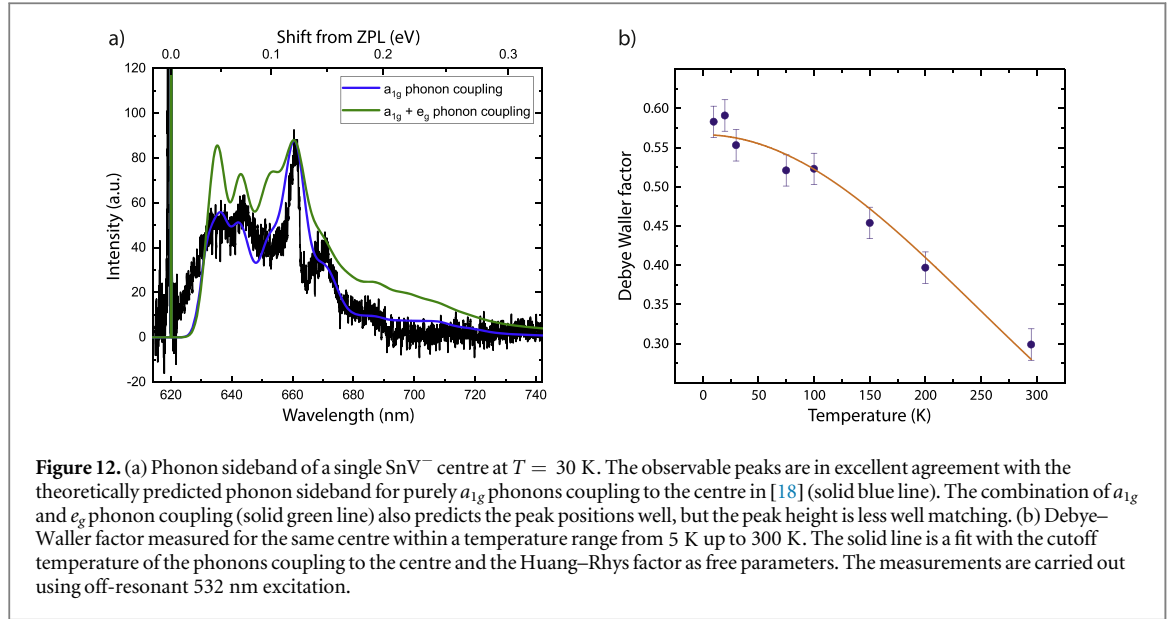 a)
Shift from ZPL (eV)
0.0 0.1 0.2 0.3
120
100
80
60
40
20
0
-20
Intensity (a.u.)
a1g phonon coupling
a1g + eg phonon coupling
620 640 660 680 700 720 740
Wavelength (nm)
b)
0.60
0.55
0.50
0.45
0.40
0.35
0.30
Debye Waller factor
0 50 100 150 200 250 300
Temperature (K)
Figure 12. (a) Phonon sideband of a single SnV− centre at T = 30 K. The observable peaks are in excellent agreement with the
theoretically predicted phonon sideband for purely a1g phonons coupling to the centre in [18] (solid blue line). The combination of a1g
and eg phonon coupling (solid green line) also predicts the peak positions well, but the peak height is less well matching. (b) Debye–
Waller factor measured for the same centre within a temperature range from 5 K up to 300 K. The solid line is a fit with the cutoff
temperature of the phonons coupling to the centre and the Huang–Rhys factor as free parameters. The measurements are carried out
using off-resonant 532 nm excitation.